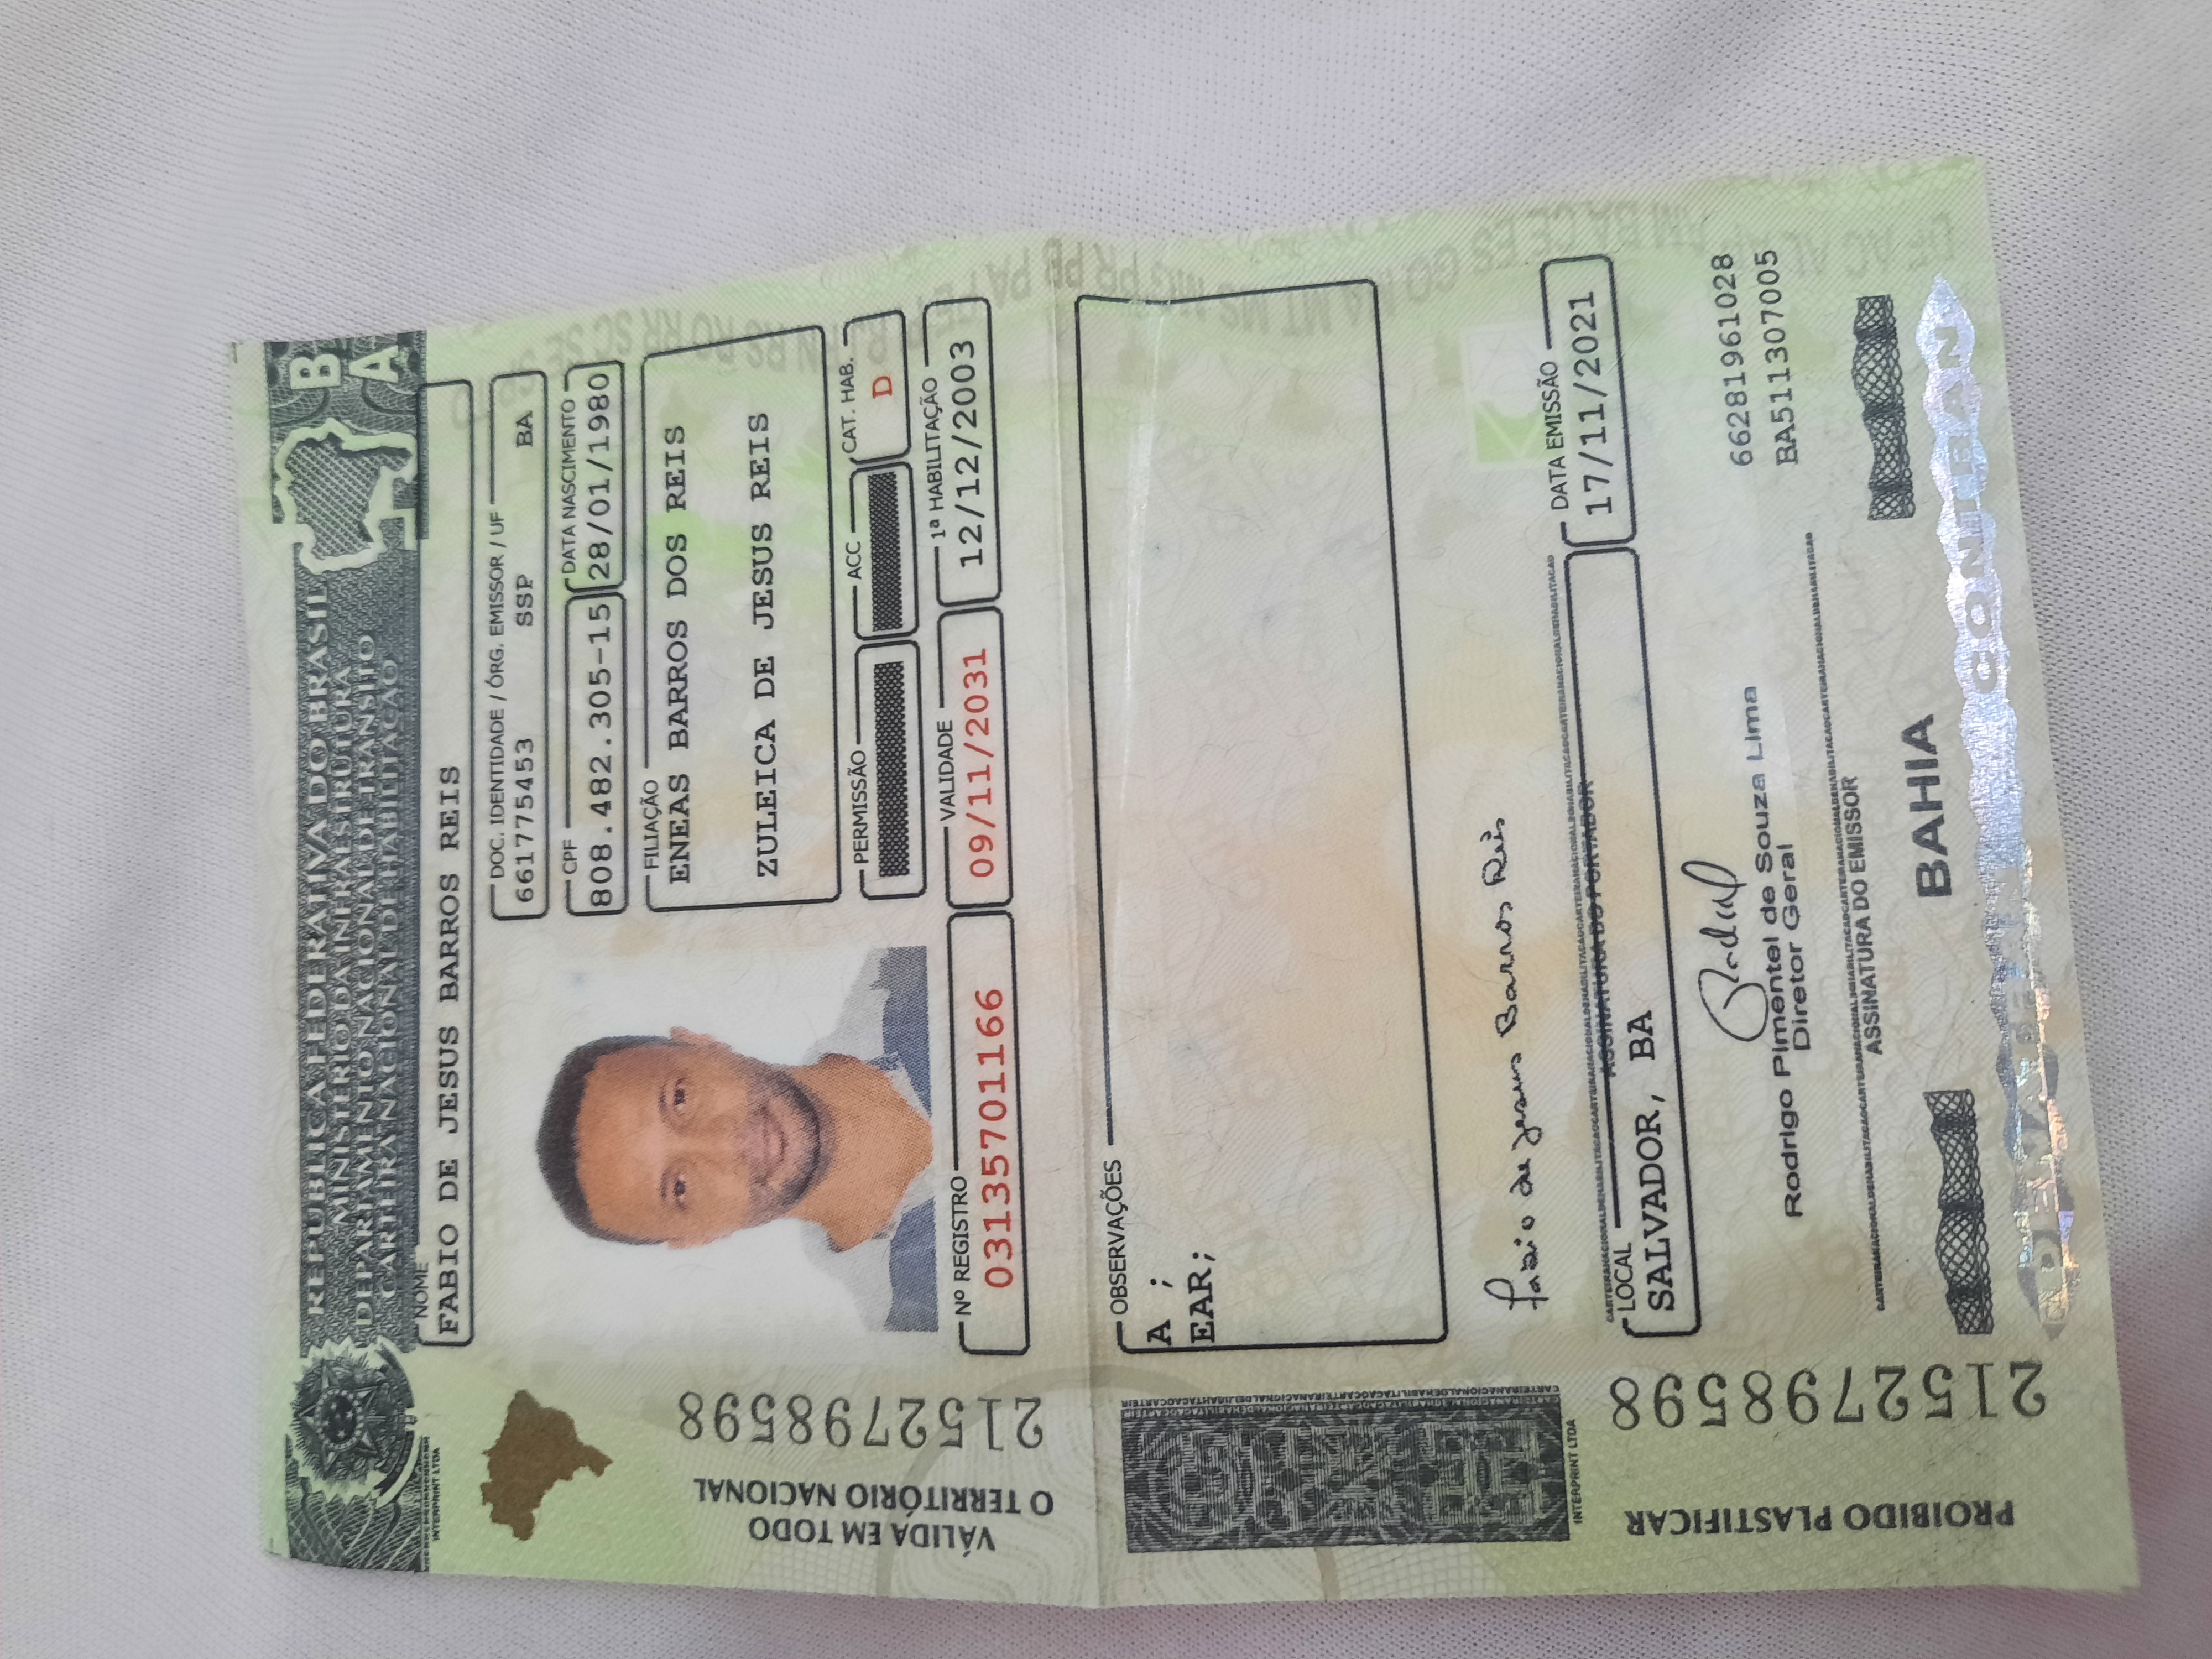 REPÚBLICA FEDERATIVA DO BRASIL
MINISTÉRIO DA INFRAESTRUTURA
DEPARTAMENTO NACIONAL DE TRÂNSITO
CARTEIRA NACIONAL DE HABILITAÇÃO
BA
INTERPRINT LTDA
NOME
FABIO DE JESUS BARROS REIS
DOC. IDENTIDADE / ÓRG. EMISSOR / UF
661775453 SSP BA
CPF
808.482.305-15
DATA NASCIMENTO
28/01/1980
FILIAÇÃO
ENEAS BARROS DOS REIS
ZULEICA DE JESUS REIS
PERMISSÃO
ACC
CAT. HAB.
D
Nº REGISTRO
03135701166
VALIDADE
09/11/2031
1ª HABILITAÇÃO
12/12/2003
VÁLIDA EM TODO
O TERRITÓRIO NACIONAL
2152798598
OBSERVAÇÕES
A ;
EAR;
INTERPRINT LTDA
Fabio de Jesus Barros Reis
ASSINATURA DO PORTADOR
LOCAL
SALVADOR, BA
DATA EMISSÃO
17/11/2021
Rodrigo Pimentel de Souza Lima
Diretor Geral
66281961028
BA511307005
ASSINATURA DO EMISSOR
PROIBIDO PLASTIFICAR
2152798598
BAHIA
DENATRAN CONTRAN